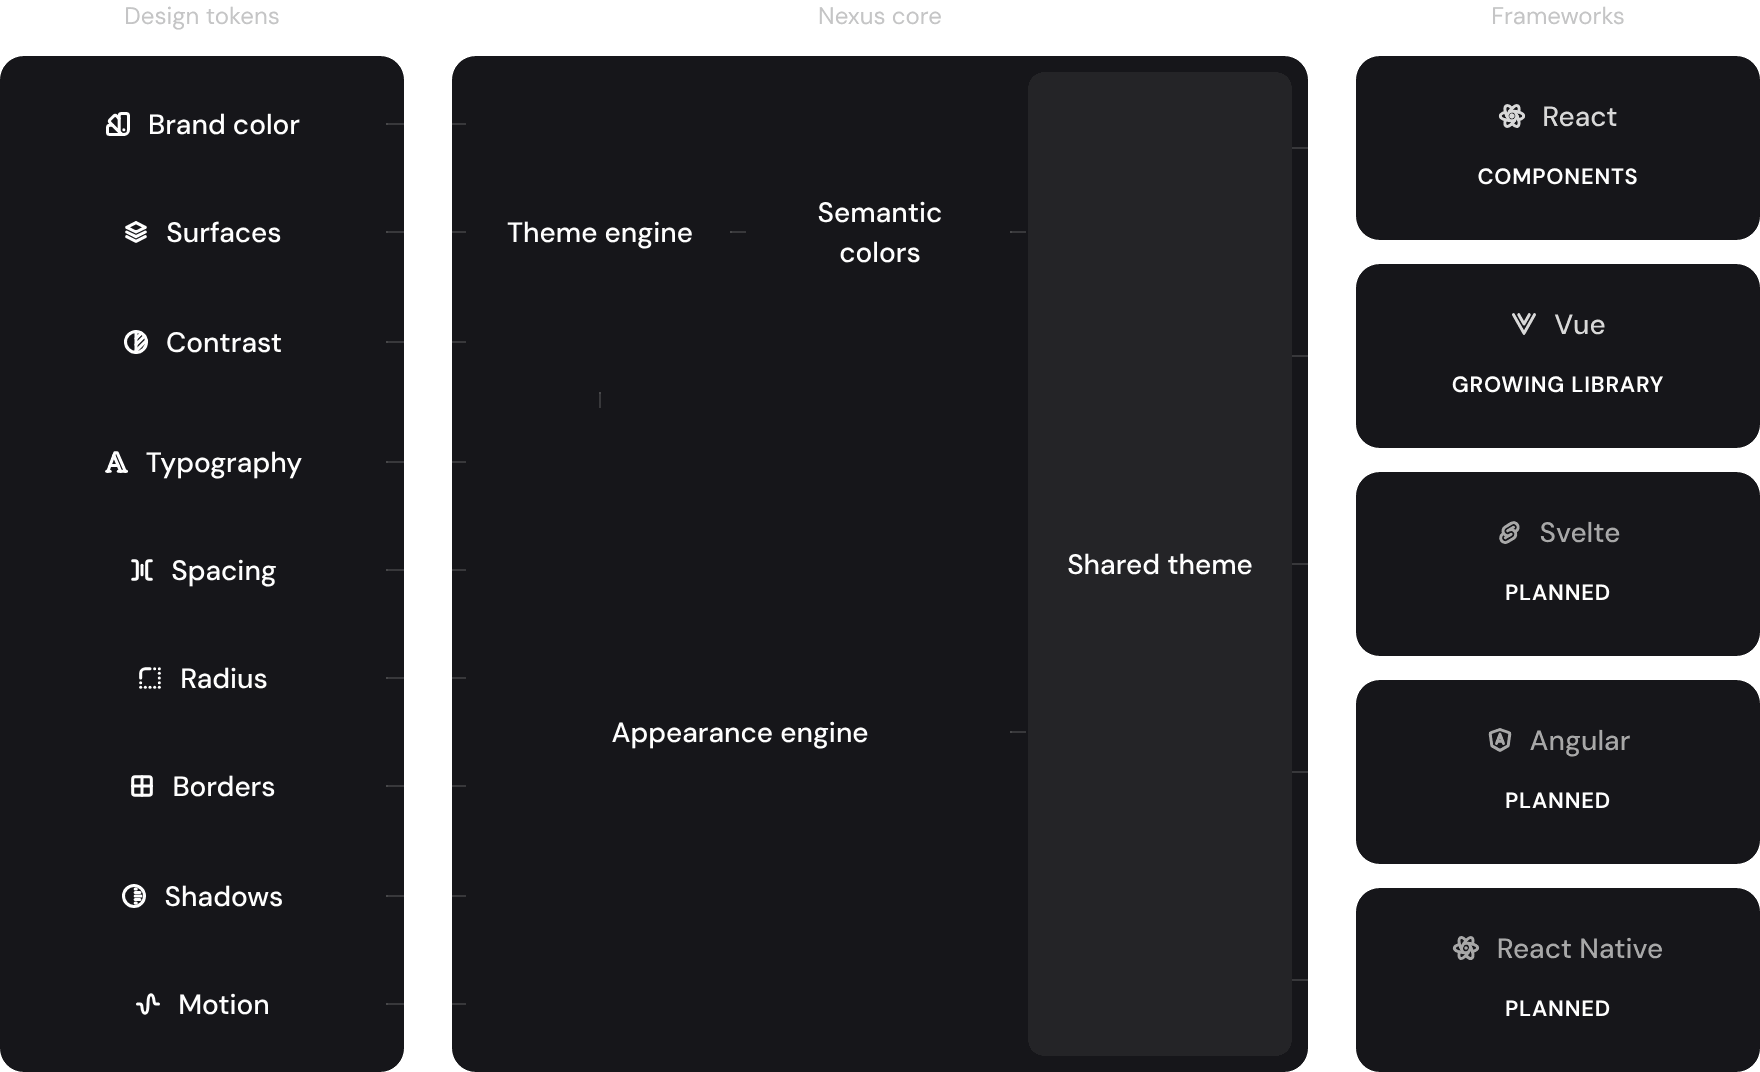 Design tokens
Brand color
Surfaces
Contrast
Typography
Spacing
Radius
Borders
Shadows
Motion
Nexus core
Theme engine
Semantic
colors
Appearance engine
Shared theme
Frameworks
React
COMPONENTS
Vue
GROWING LIBRARY
Svelte
PLANNED
Angular
PLANNED
React Native
PLANNED